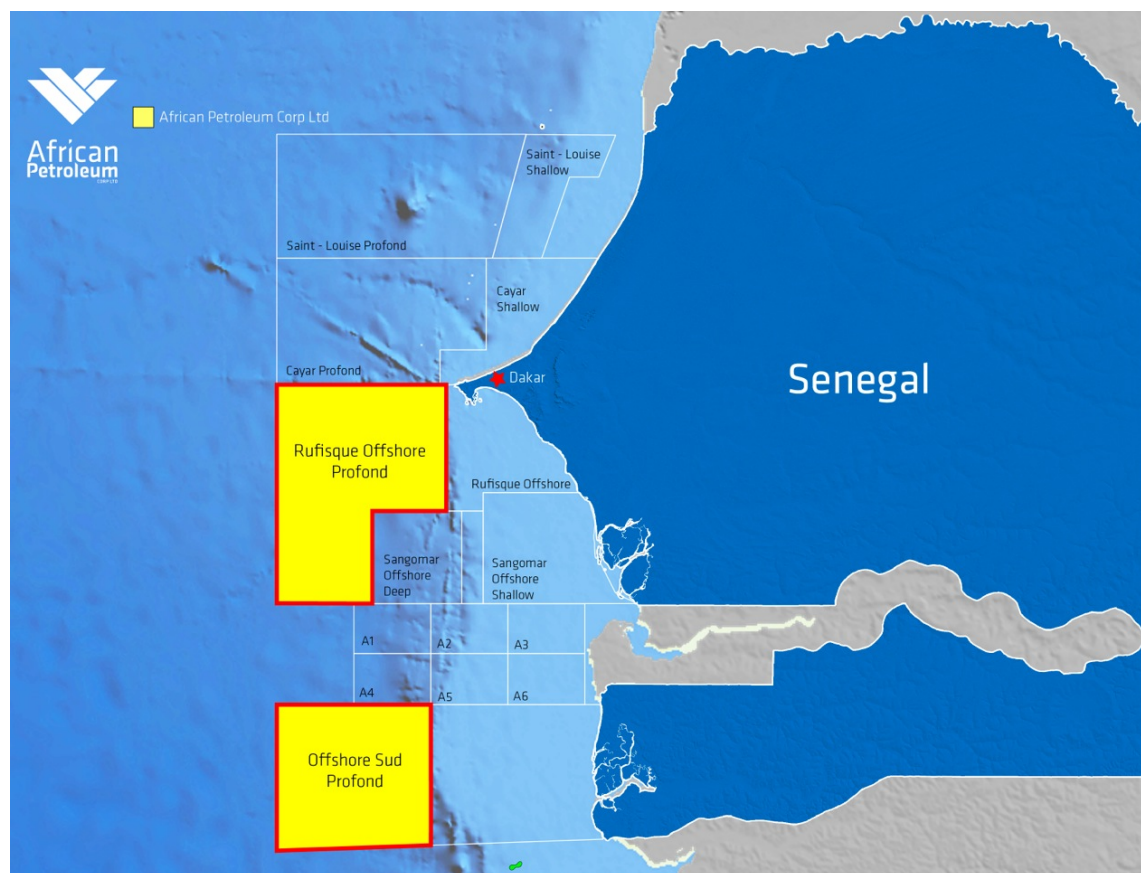 African
Petroleum
CORP LTD
African Petroleum Corp Ltd
Saint - Louise
Shallow
Saint - Louise Profond
Cayar
Shallow
Cayar Profond
Dakar
Senegal
Rufisque Offshore
Profond
Rufisque Offshore
Sangomar
Offshore
Deep
Sangomar
Offshore
Shallow
A1
A2
A3
A4
A5
A6
Offshore Sud
Profond